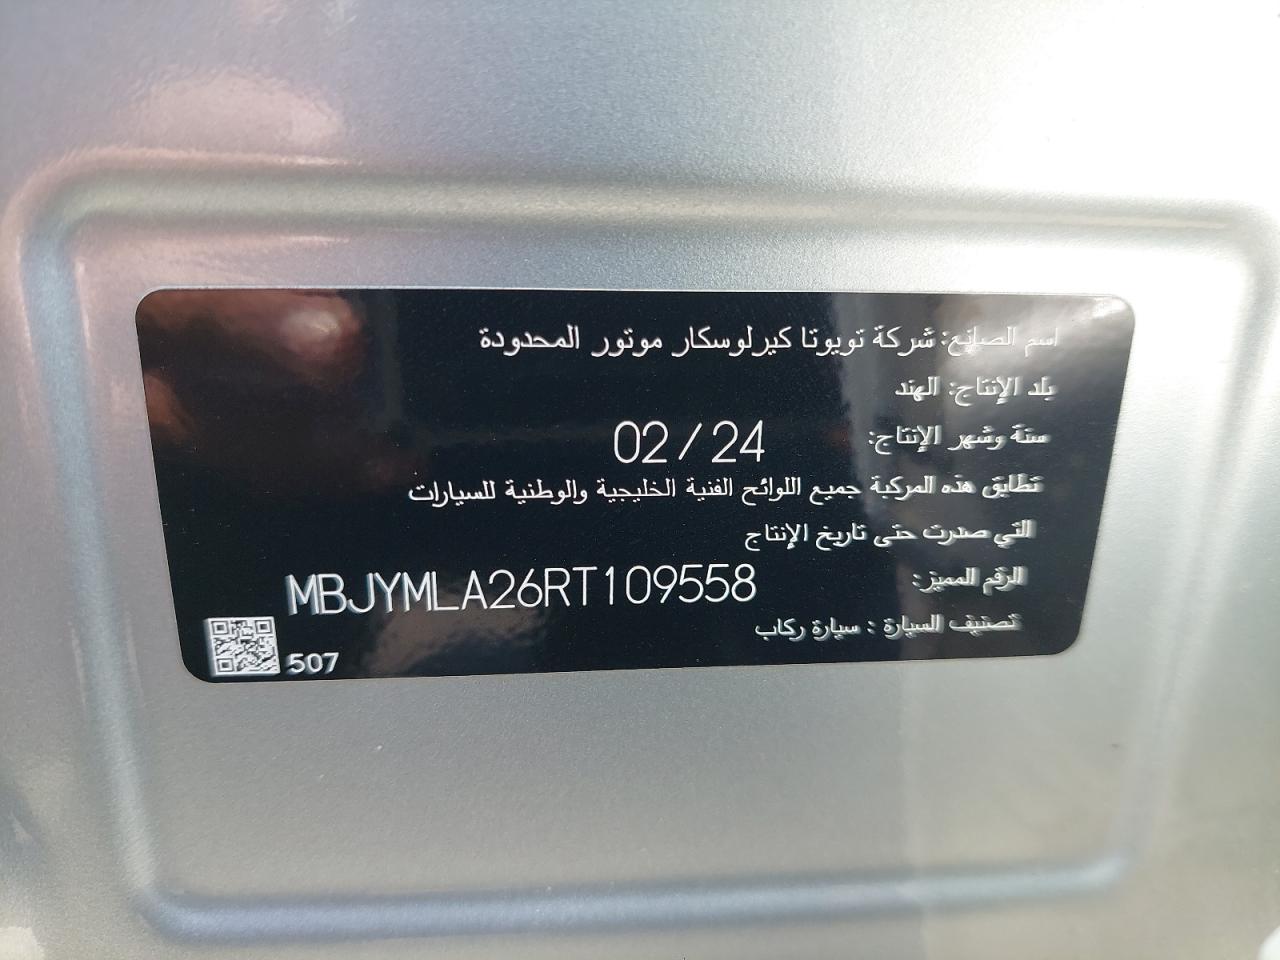 اسم الصانع: شركة تويوتا كيرلوسكار موتور المحدودة
بلد الإنتاج: الهند
سنة وشهر الإنتاج: 02/24
تطابق هذه المركبة جميع اللوائح الفنية الخليجية والوطنية للسيارات
التي صدرت حتى تاريخ الإنتاج
الرقم المميز: MBJYMLA26RT109558
تصنيف السيارة : سيارة ركاب
507